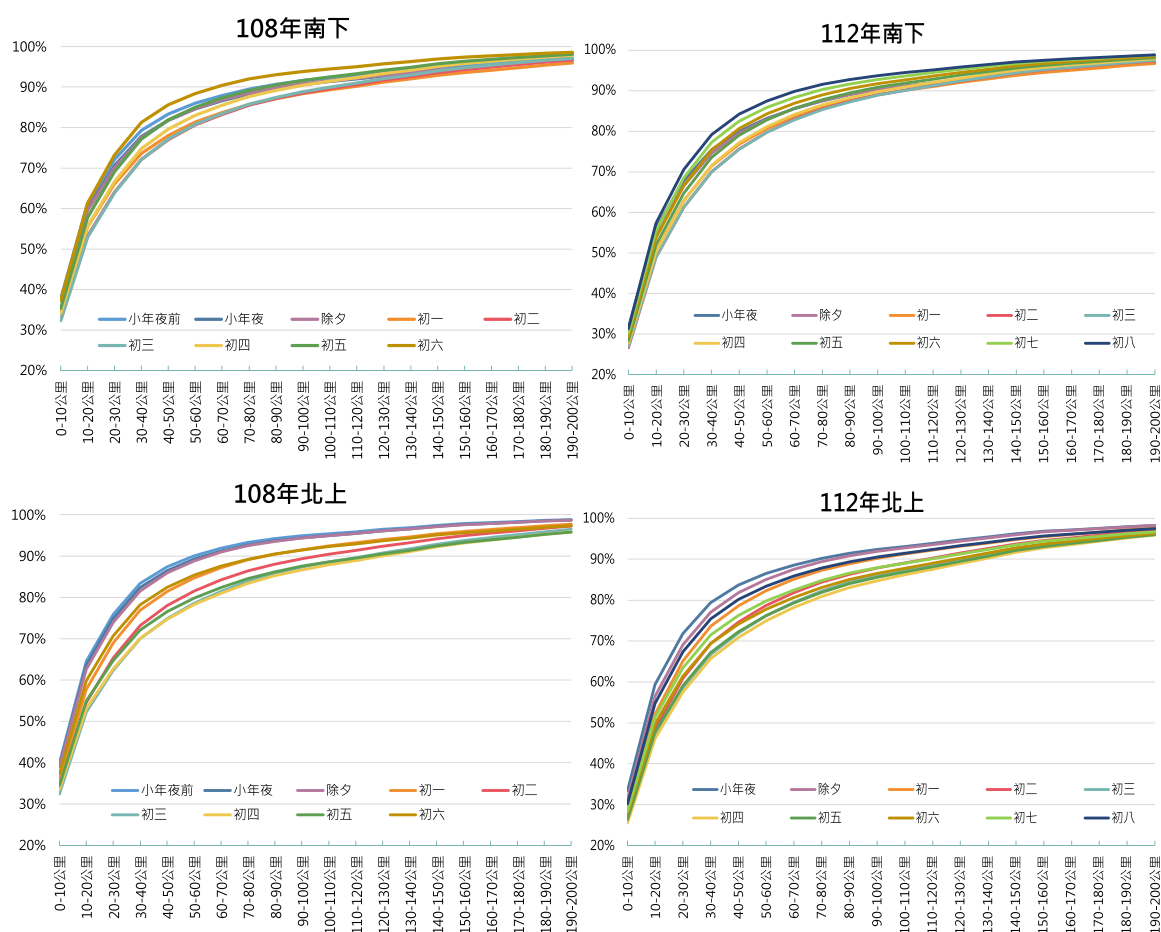 108年南下
100%
90%
80%
70%
60%
50%
40%
30%
20%
小年夜前 小年夜 除夕 初一 初二
初三 初四 初五 初六
0-10公里
10-20公里
20-30公里
30-40公里
40-50公里
50-60公里
60-70公里
70-80公里
80-90公里
90-100公里
100-110公里
110-120公里
120-130公里
130-140公里
140-150公里
150-160公里
160-170公里
170-180公里
180-190公里
190-200公里
112年南下
100%
90%
80%
70%
60%
50%
40%
30%
20%
小年夜 除夕 初一 初二 初三
初四 初五 初六 初七 初八
0-10公里
10-20公里
20-30公里
30-40公里
40-50公里
50-60公里
60-70公里
70-80公里
80-90公里
90-100公里
100-110公里
110-120公里
120-130公里
130-140公里
140-150公里
150-160公里
160-170公里
170-180公里
180-190公里
190-200公里
108年北上
100%
90%
80%
70%
60%
50%
40%
30%
20%
小年夜前 小年夜 除夕 初一 初二
初三 初四 初五 初六
0-10公里
10-20公里
20-30公里
30-40公里
40-50公里
50-60公里
60-70公里
70-80公里
80-90公里
90-100公里
100-110公里
110-120公里
120-130公里
130-140公里
140-150公里
150-160公里
160-170公里
170-180公里
180-190公里
190-200公里
112年北上
100%
90%
80%
70%
60%
50%
40%
30%
20%
小年夜 除夕 初一 初二 初三
初四 初五 初六 初七 初八
0-10公里
10-20公里
20-30公里
30-40公里
40-50公里
50-60公里
60-70公里
70-80公里
80-90公里
90-100公里
100-110公里
110-120公里
120-130公里
130-140公里
140-150公里
150-160公里
160-170公里
170-180公里
180-190公里
190-200公里